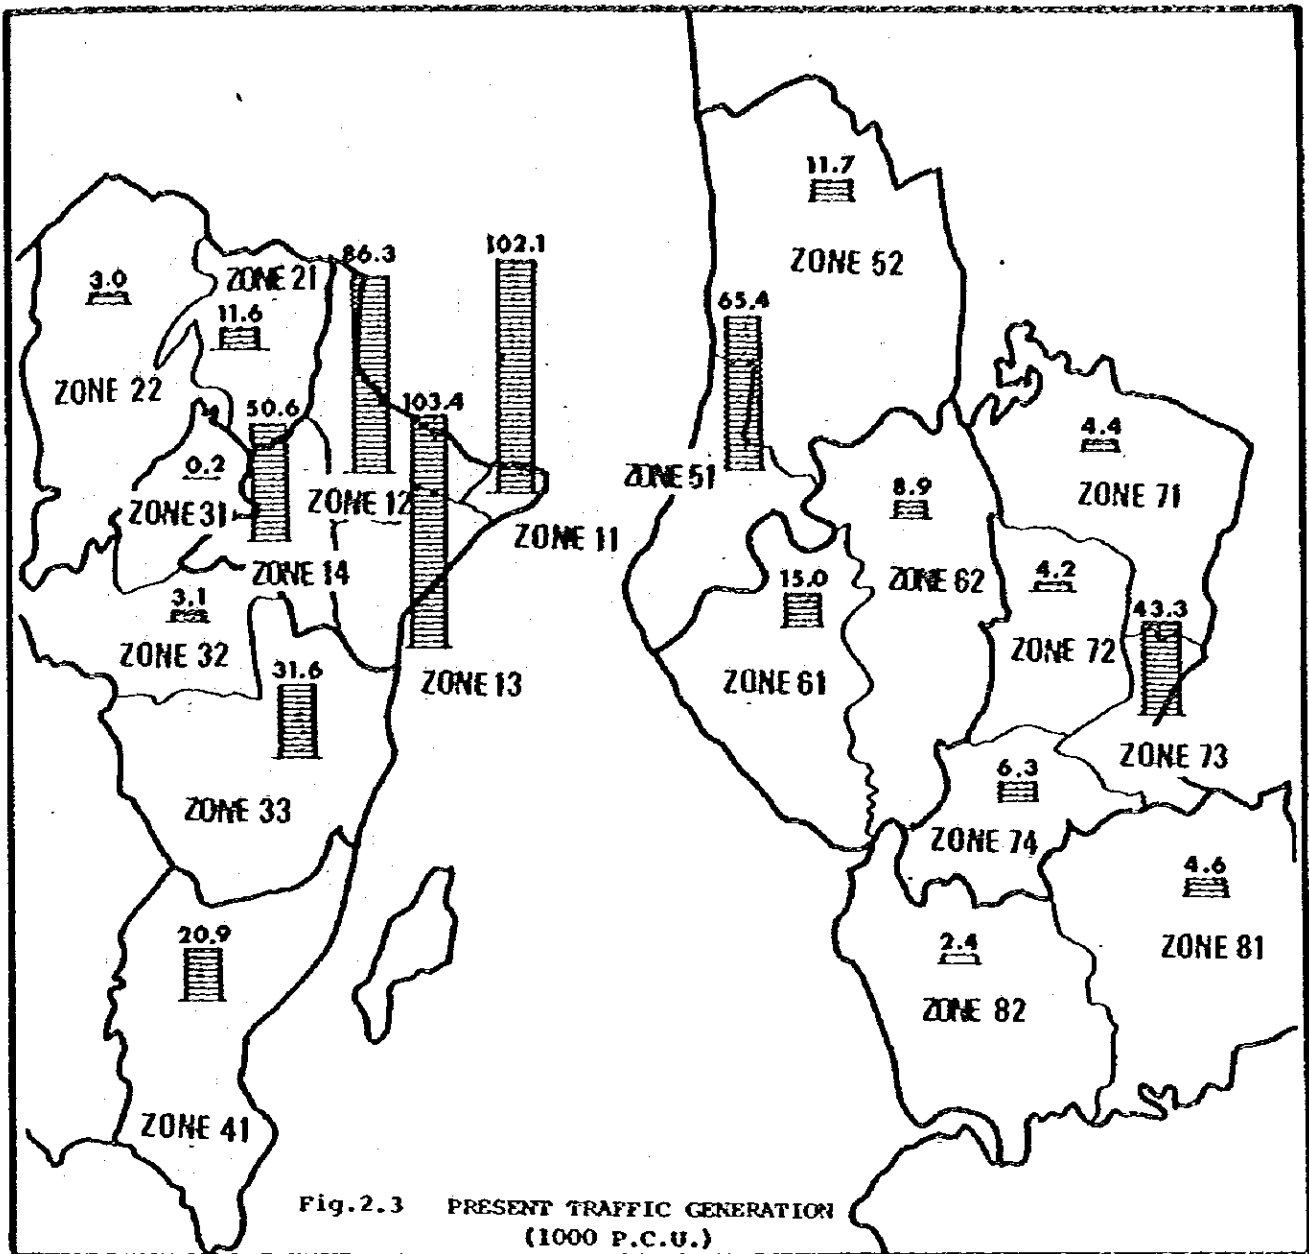 11.7
ZONE 52
102.1
86.3
ZONE 21
3.0
11.6
65.4
ZONE 22
50.6
103.4
4.4
0.2
ZONE 51
ZONE 71
ZONE 31
ZONE 12
8.9
ZONE 11
ZONE 14
15.0
ZONE 62
4.2
3.1
43.3
ZONE 32
ZONE 72
31.6
ZONE 13
ZONE 61
ZONE 73
6.3
ZONE 33
ZONE 74
4.6
20.9
2.4
ZONE 81
ZONE 82
ZONE 41
Fig.2.3 PRESENT TRAFFIC GENERATION
(1000 P.C.U.)